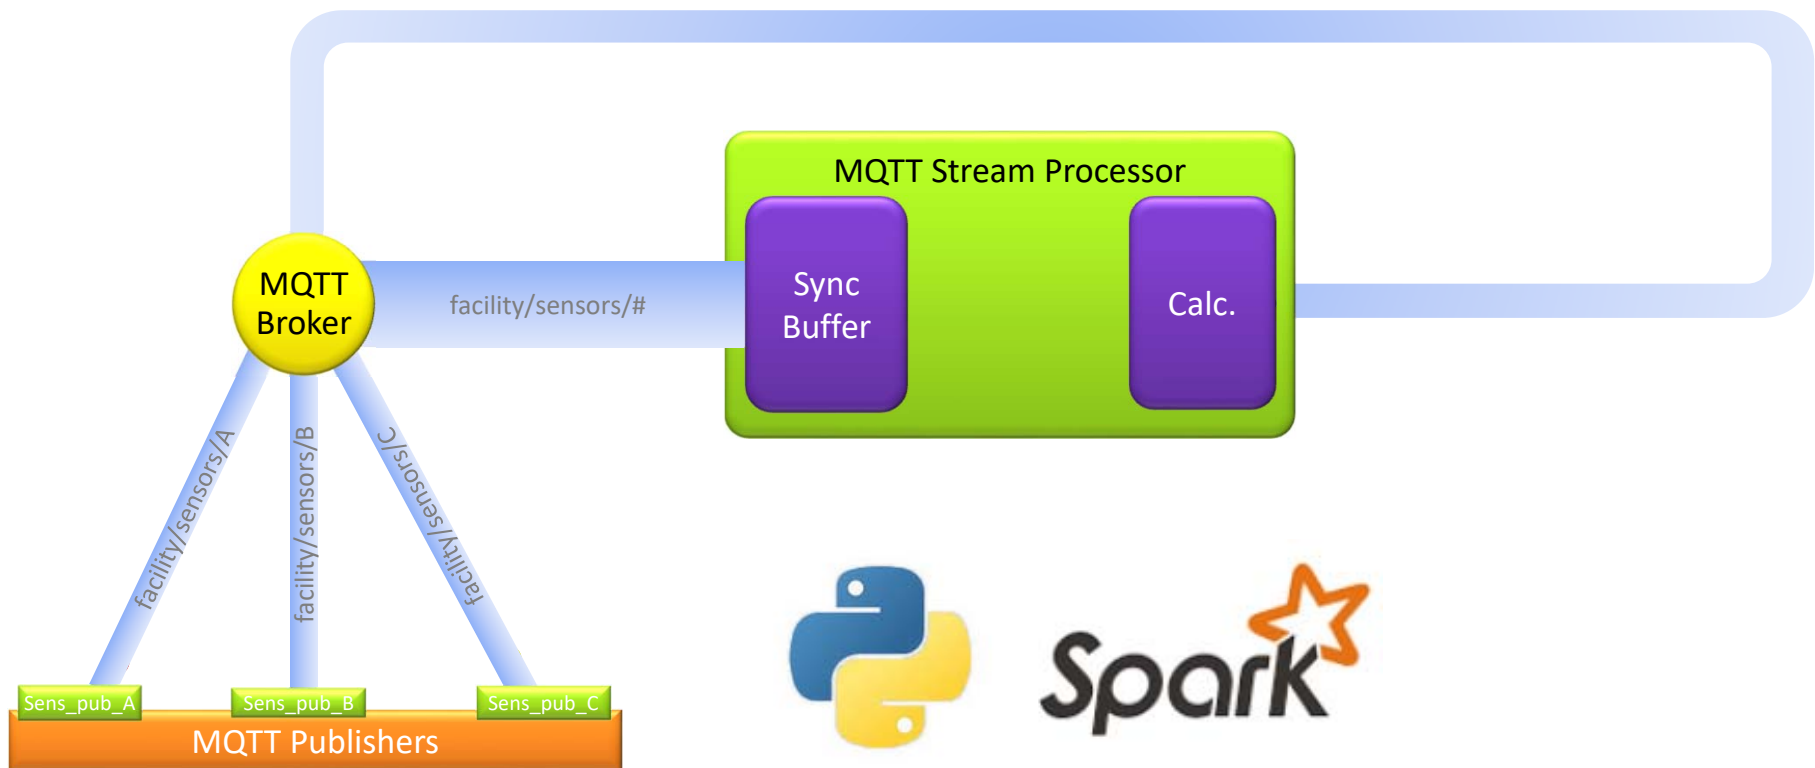 MQTT Stream Processor
MQTT
Broker
facility/sensors/#
Sync
Buffer
Calc.
facility/sensors/A
facility/sensors/B
facility/sensors/C
Sens_pub_A
Sens_pub_B
Sens_pub_C
MQTT Publishers
Spark